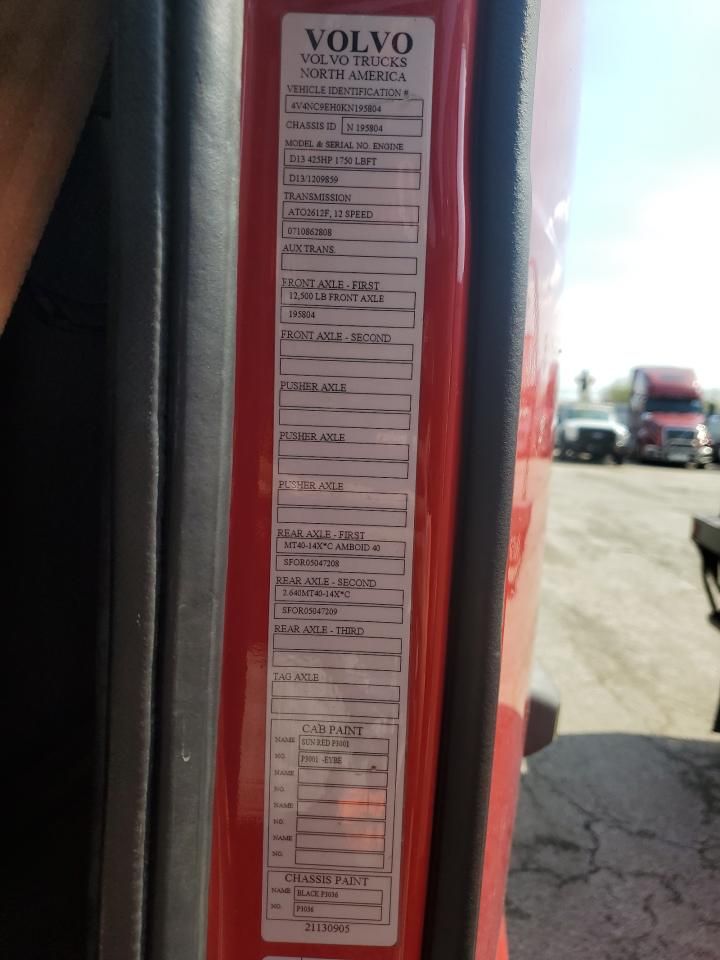 VOLVO
VOLVO TRUCKS
NORTH AMERICA
VEHICLE IDENTIFICATION #
4V4NC9EH0KN195804
CHASSIS ID N 195804
MODEL & SERIAL NO. ENGINE
D13 425HP 1750 LBFT
D13/1209859
TRANSMISSION
ATO2612F, 12 SPEED
0710862808
AUX TRANS.
FRONT AXLE - FIRST
12,500 LB FRONT AXLE
195804
FRONT AXLE - SECOND
PUSHER AXLE
PUSHER AXLE
PUSHER AXLE
REAR AXLE - FIRST
MT40-14X*C AMBOID 40
SFOR05047208
REAR AXLE - SECOND
2.640MT40-14X*C
SFOR05047209
REAR AXLE - THIRD
TAG AXLE
CAB PAINT
NAME SUN RED P3001
NO. P3001 -EYBE
NAME
NO.
NAME
NO.
NAME
NO.
CHASSIS PAINT
NAME BLACK P3036
NO. P3036
21130905